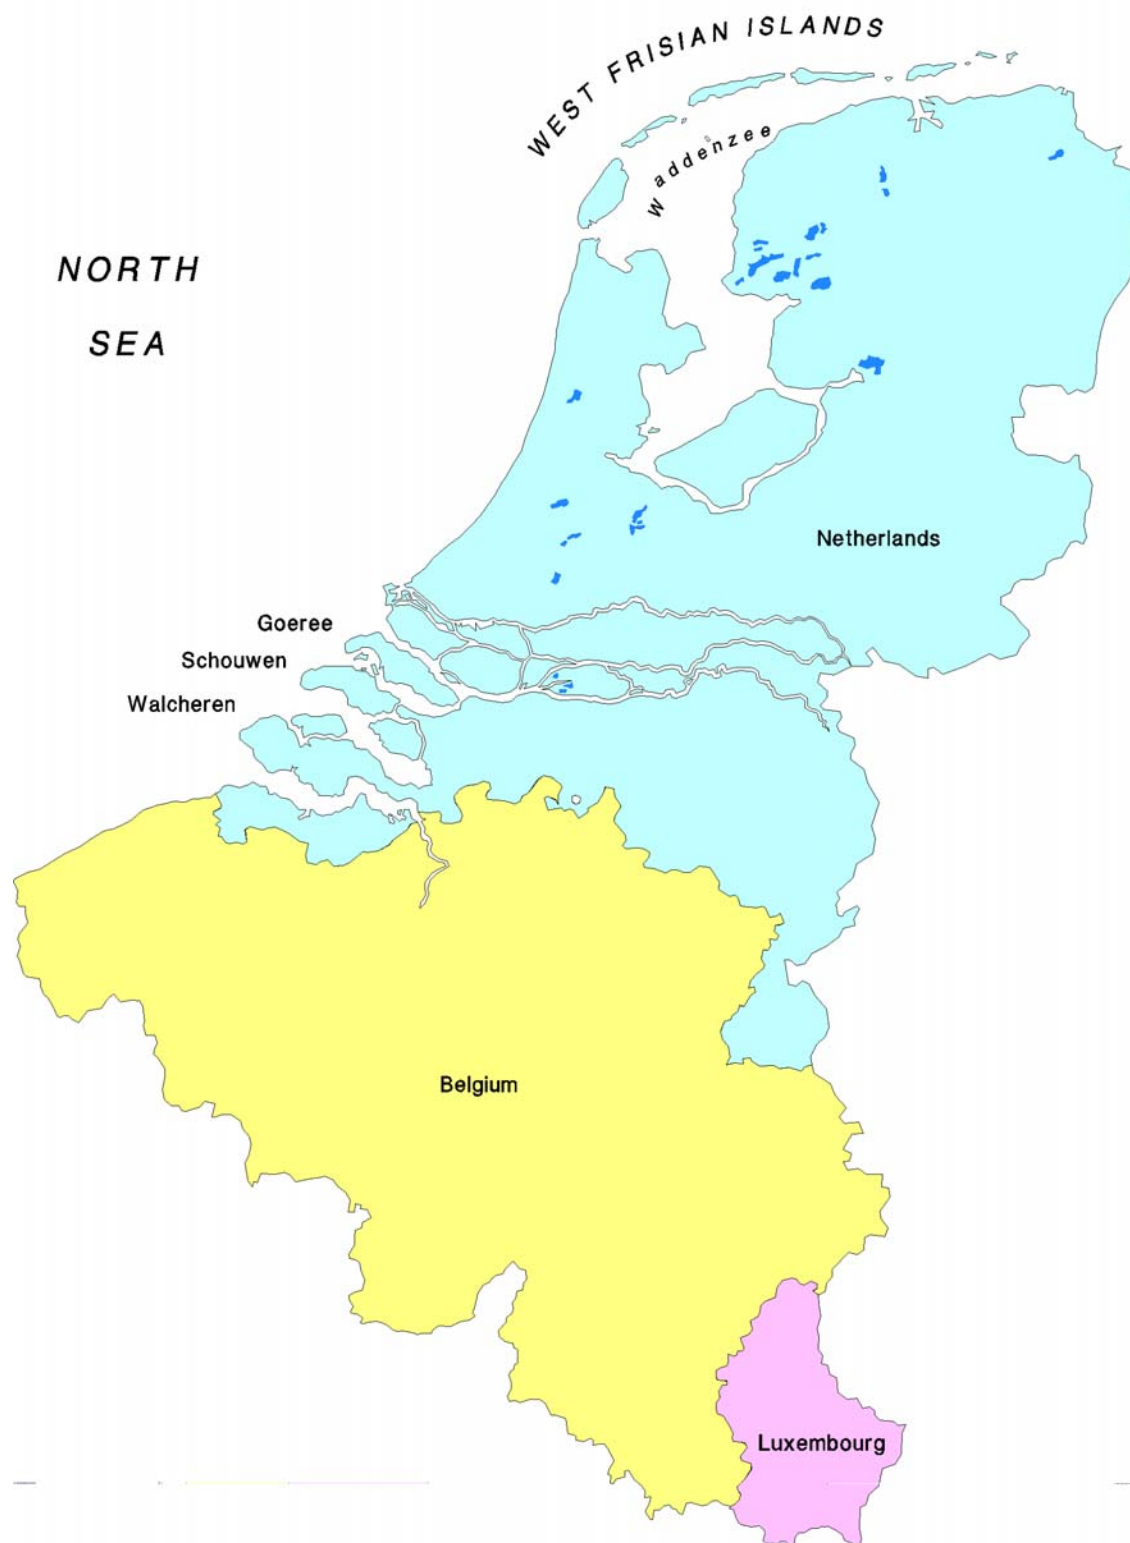 WEST FRISIAN ISLANDS
Waddenzee
NORTH
SEA
Netherlands
Goeree
Schouwen
Walcheren
Belgium
Luxembourg